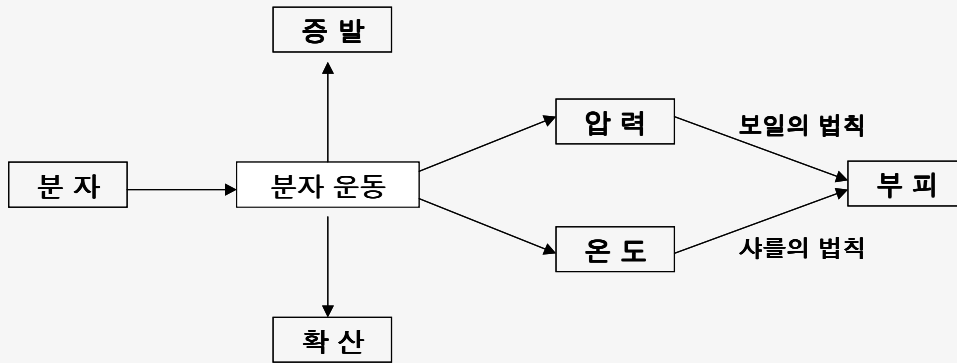 증 발
압 력
보일의 법칙
분 자
분자 운동
부 피
온 도
샤를의 법칙
확 산